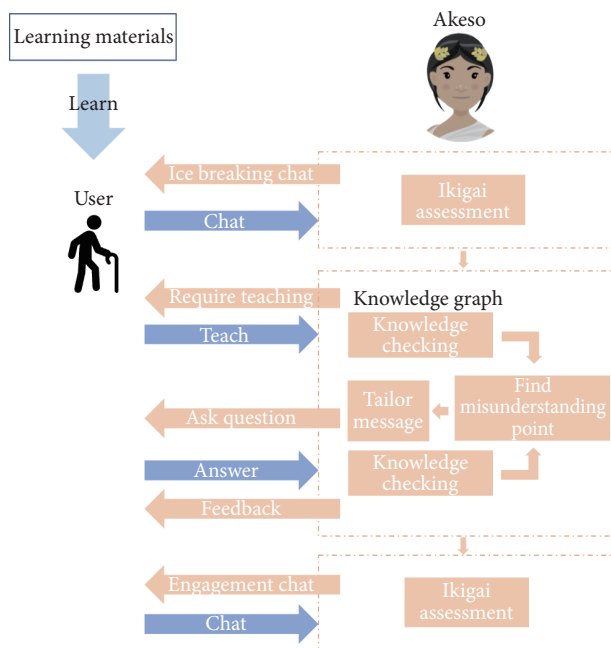 Learning materials
Akeso
Learn
User
Ice breaking chat
Ikigai
assessment
Chat
Require teaching
Knowledge graph
Teach
Knowledge
checking
Find
misunderstanding
point
Tailor
message
Ask question
Answer
Knowledge
checking
Feedback
Engagement chat
Ikigai
assessment
Chat